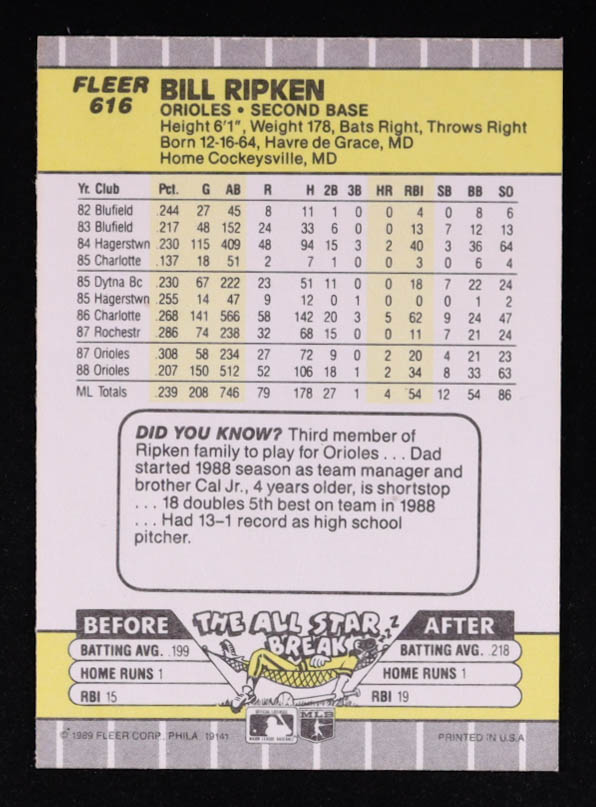 FLEER 616
BILL RIPKEN
ORIOLES • SECOND BASE
Height 6'1", Weight 178, Bats Right, Throws Right
Born 12-16-64, Havre de Grace, MD
Home Cockeysville, MD
Yr. Club Pct. G AB R H 2B 3B HR RBI SB BB SO
82 Blufield .244 27 45 8 11 1 0 0 4 0 8 6
83 Blufield .217 48 152 24 33 6 0 0 13 7 12 13
84 Hagerstwn .230 115 409 48 94 15 3 2 40 3 36 64
85 Charlotte .137 18 51 2 7 1 0 0 3 0 6 4
85 Dytna Bc .230 67 222 23 51 11 0 0 18 7 22 24
85 Hagerstwn .255 14 47 9 12 0 1 0 0 0 1 2
86 Charlotte .268 141 566 58 142 20 3 5 62 9 24 47
87 Rochestr .286 74 238 32 68 15 0 0 11 7 21 24
87 Orioles .308 58 234 27 72 9 0 2 20 4 21 23
88 Orioles .207 150 512 52 106 18 1 2 34 8 33 63
ML Totals .239 208 746 79 178 27 1 4 54 12 54 86
DID YOU KNOW? Third member of
Ripken family to play for Orioles . . . Dad
started 1988 season as team manager and
brother Cal Jr., 4 years older, is shortstop
. . . 18 doubles 5th best on team in 1988
. . . Had 13–1 record as high school
pitcher.
THE ALL STAR
BREAK
ZZZ
BEFORE
BATTING AVG. .199
HOME RUNS 1
RBI 15
AFTER
BATTING AVG. .218
HOME RUNS 1
RBI 19
OFFICIAL LICENSEE
MAJOR LEAGUE BASEBALL
MLB
© 1989 FLEER CORP., PHILA. 19141
PRINTED IN U.S.A